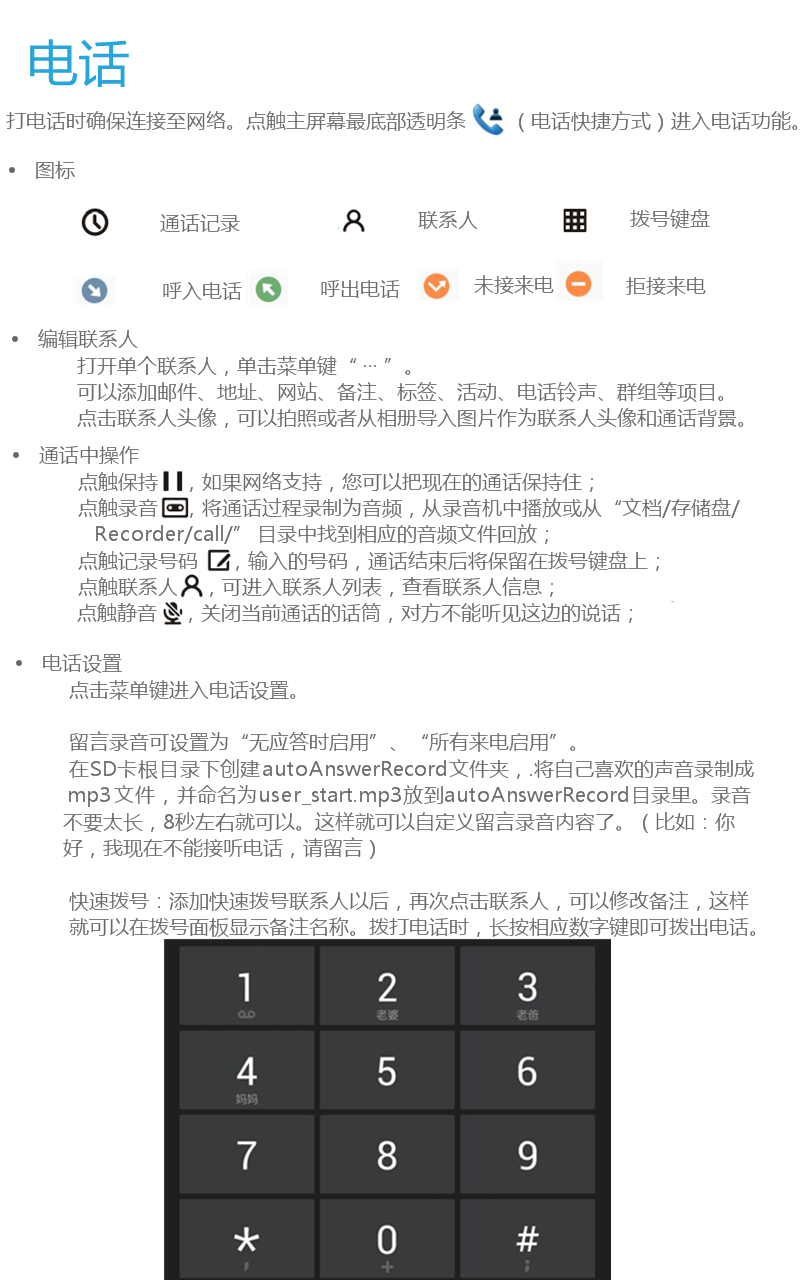 电话
打电话时确保连接至网络。点触主屏幕最底部透明条 （电话快捷方式）进入电话功能。
• 图标
通话记录 联系人 拨号键盘
呼入电话 呼出电话 未接来电 拒接来电
• 编辑联系人
打开单个联系人，单击菜单键“ ··· ”。
可以添加邮件、地址、网站、备注、标签、活动、电话铃声、群组等项目。
点击联系人头像，可以拍照或者从相册导入图片作为联系人头像和通话背景。
• 通话中操作
点触保持 ，如果网络支持，您可以把现在的通话保持住；
点触录音 ，将通话过程录制为音频，从录音机中播放或从“文档/存储盘/
Recorder/call/” 目录中找到相应的音频文件回放；
点触记录号码 ，输入的号码，通话结束后将保留在拨号键盘上；
点触联系人 ，可进入联系人列表，查看联系人信息；
点触静音 ，关闭当前通话的话筒，对方不能听见这边的说话；
• 电话设置
点击菜单键进入电话设置。
留言录音可设置为“无应答时启用”、“所有来电启用”。
在SD卡根目录下创建autoAnswerRecord文件夹，.将自己喜欢的声音录制成
mp3文件，并命名为user_start.mp3放到autoAnswerRecord目录里。录音
不要太长，8秒左右就可以。这样就可以自定义留言录音内容了。（比如：你
好，我现在不能接听电话，请留言）
快速拨号：添加快速拨号联系人以后，再次点击联系人，可以修改备注，这样
就可以在拨号面板显示备注名称。拨打电话时，长按相应数字键即可拨出电话。
1 2 3
老婆 老爸
4 5 6
妈妈
7 8 9
* 0 #
, + ;